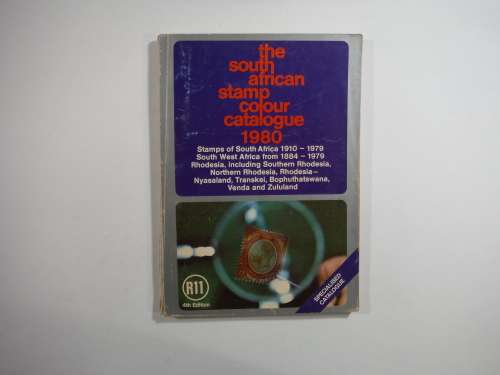 the
south
african
stamp
colour
catalogue
1980
Stamps of South Africa 1910 – 1979
South West Africa from 1884 – 1979
Rhodesia, including Southern Rhodesia,
Northern Rhodesia, Rhodesia –
Nyasaland, Transkei, Bophuthatswana,
Venda and Zululand
R11
4th Edition
SPECIALISED
CATALOGUE